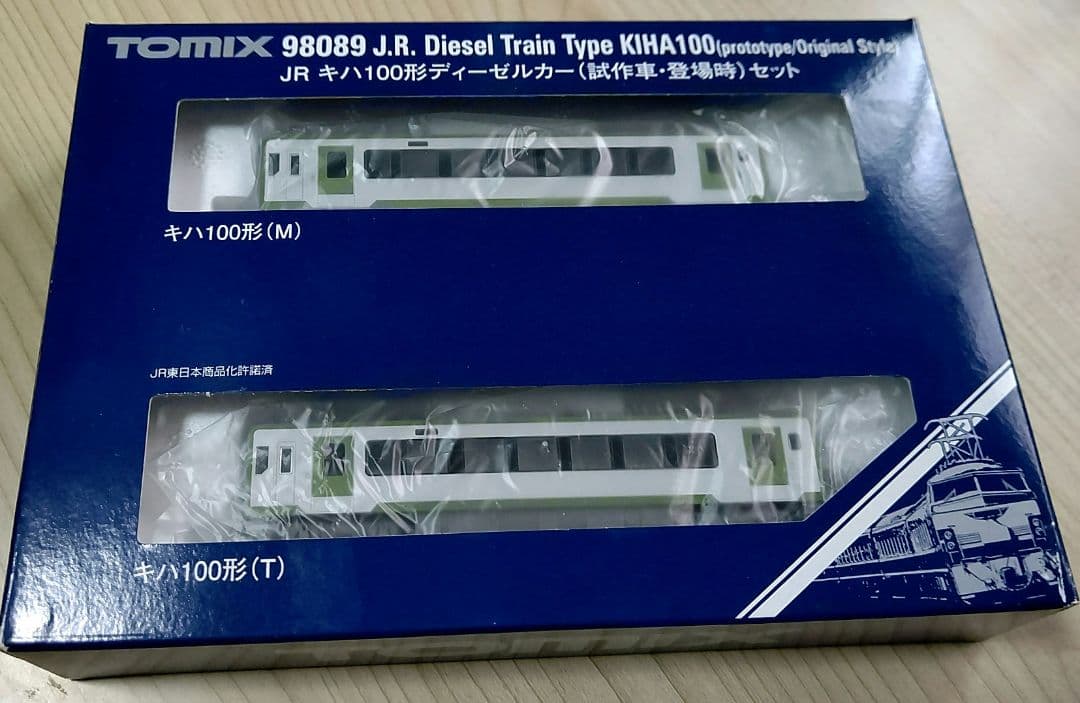 TOMIX 98089 J.R. Diesel Train Type KIHA100(prototype/Original Style)
JR キハ100形ディーゼルカー(試作車・登場時)セット
キハ100形(M)
JR東日本商品化許諾済
キハ100形(T)